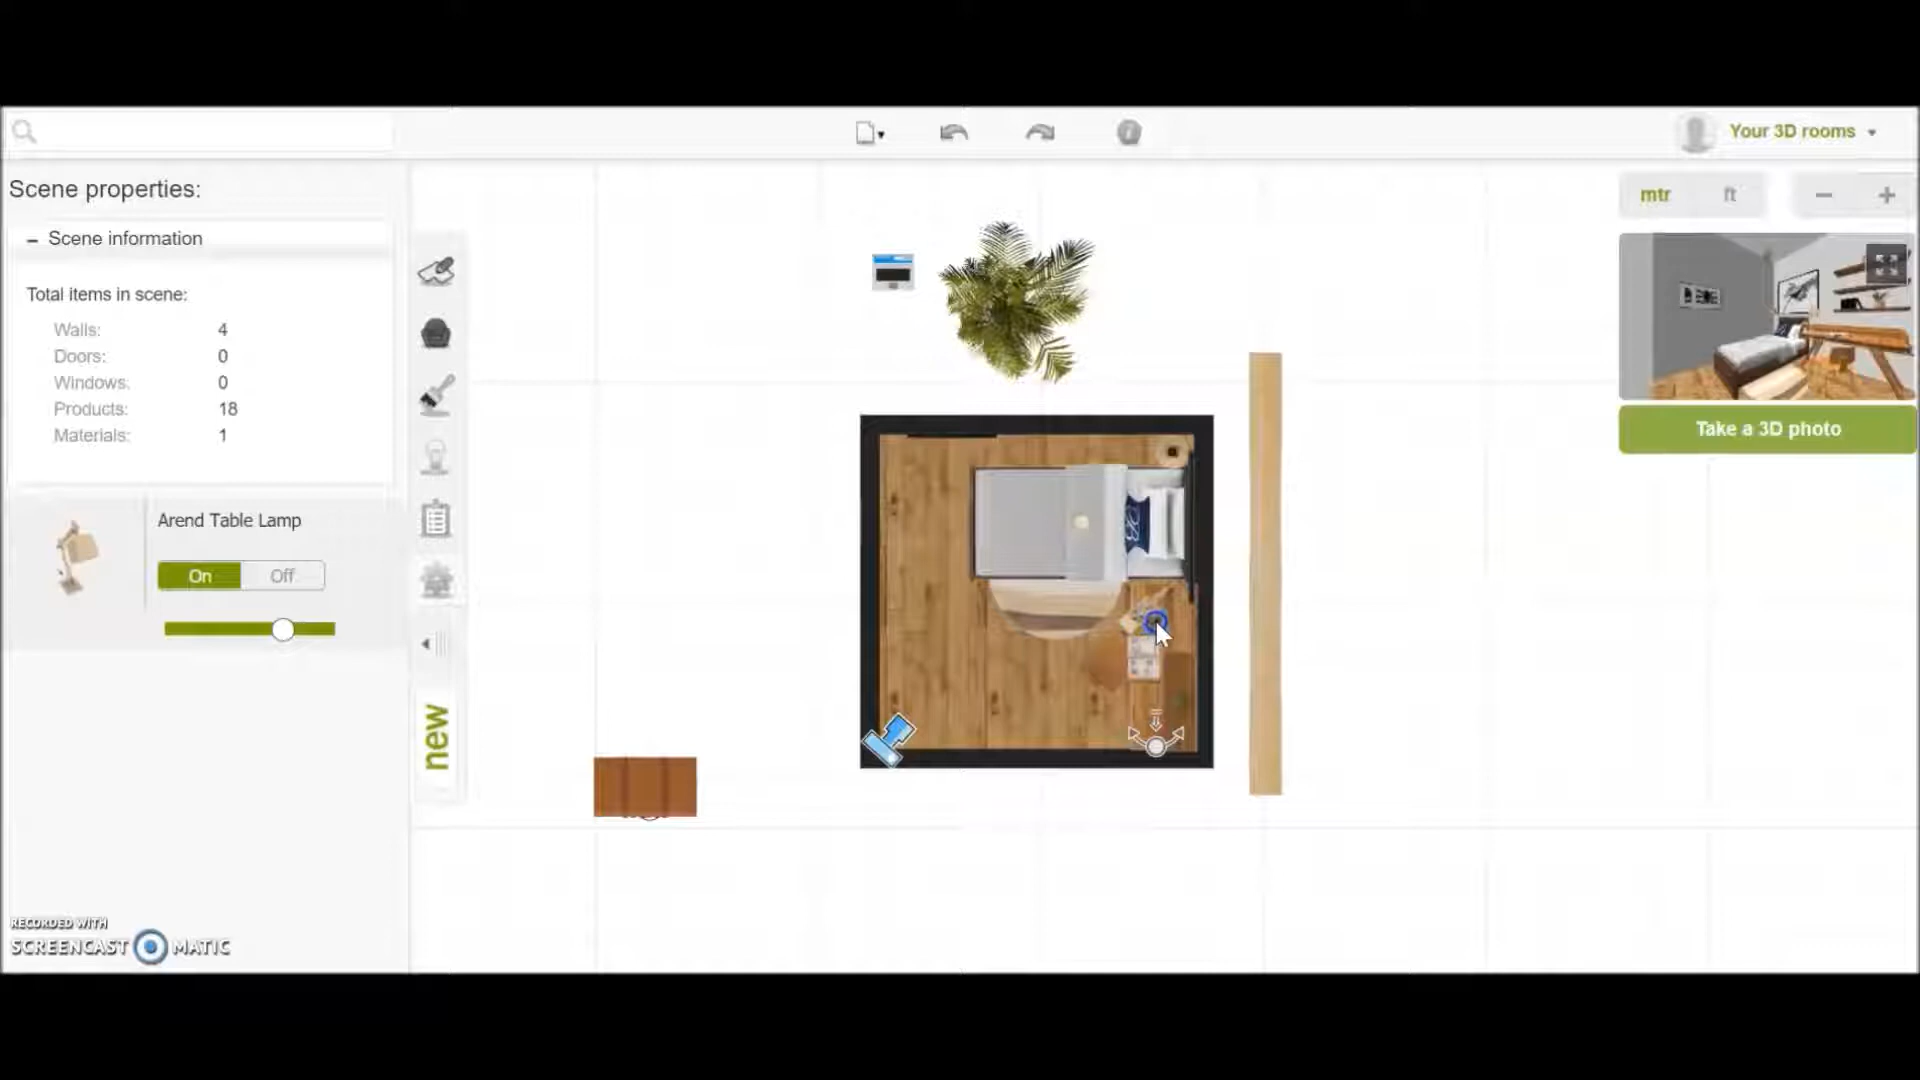 Your 3D rooms
Scene properties:
mtr ft
Scene information
Total items in scene:
Walls: 4
Doors: 0
Windows: 0
Products: 18
Materials: 1
Take a 3D photo
Arend Table Lamp
On Off
new
RECORDED WITH
SCREENCAST MATIC